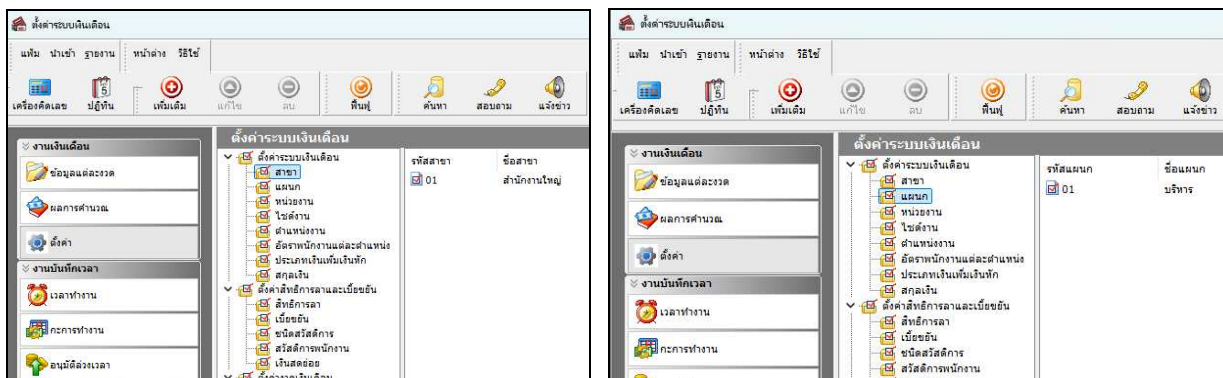 ตั้งค่าระบบเงินเดือน
แฟ้ม นำเข้า รายงาน หน้าต่าง วิธีใช้
เครื่องคิดเลข ปฏิทิน เพิ่มเติม แก้ไข ลบ ฟื้นฟู ค้นหา สอบถาม แจ้งข่าว
งานเงินเดือน
ข้อมูลแต่ละงวด
ผลการคำนวณ
ตั้งค่า
งานบันทึกเวลา
เวลาทำงาน
กะการทำงาน
อนุมัติล่วงเวลา
ตั้งค่าระบบเงินเดือน
ตั้งค่าระบบเงินเดือน
สาขา
แผนก
หน่วยงาน
ไซต์งาน
ตำแหน่งงาน
อัตราพนักงานแต่ละตำแหน่ง
ประเภทเงินเพิ่มเงินหัก
สกุลเงิน
ตั้งค่าสิทธิการลาและเบี้ยขยัน
สิทธิการลา
เบี้ยขยัน
ชนิดสวัสดิการ
สวัสดิการพนักงาน
เงินสดย่อย
รหัสสาขา ชื่อสาขา
01 สำนักงานใหญ่
ตั้งค่าระบบเงินเดือน
แฟ้ม นำเข้า รายงาน หน้าต่าง วิธีใช้
เครื่องคิดเลข ปฏิทิน เพิ่มเติม แก้ไข ลบ ฟื้นฟู ค้นหา สอบถาม แจ้งข่าว
งานเงินเดือน
ข้อมูลแต่ละงวด
ผลการคำนวณ
ตั้งค่า
งานบันทึกเวลา
เวลาทำงาน
กะการทำงาน
ตั้งค่าระบบเงินเดือน
ตั้งค่าระบบเงินเดือน
สาขา
แผนก
หน่วยงาน
ไซต์งาน
ตำแหน่งงาน
อัตราพนักงานแต่ละตำแหน่ง
ประเภทเงินเพิ่มเงินหัก
สกุลเงิน
ตั้งค่าสิทธิการลาและเบี้ยขยัน
สิทธิการลา
เบี้ยขยัน
ชนิดสวัสดิการ
สวัสดิการพนักงาน
รหัสแผนก ชื่อแผนก
01 บริหาร